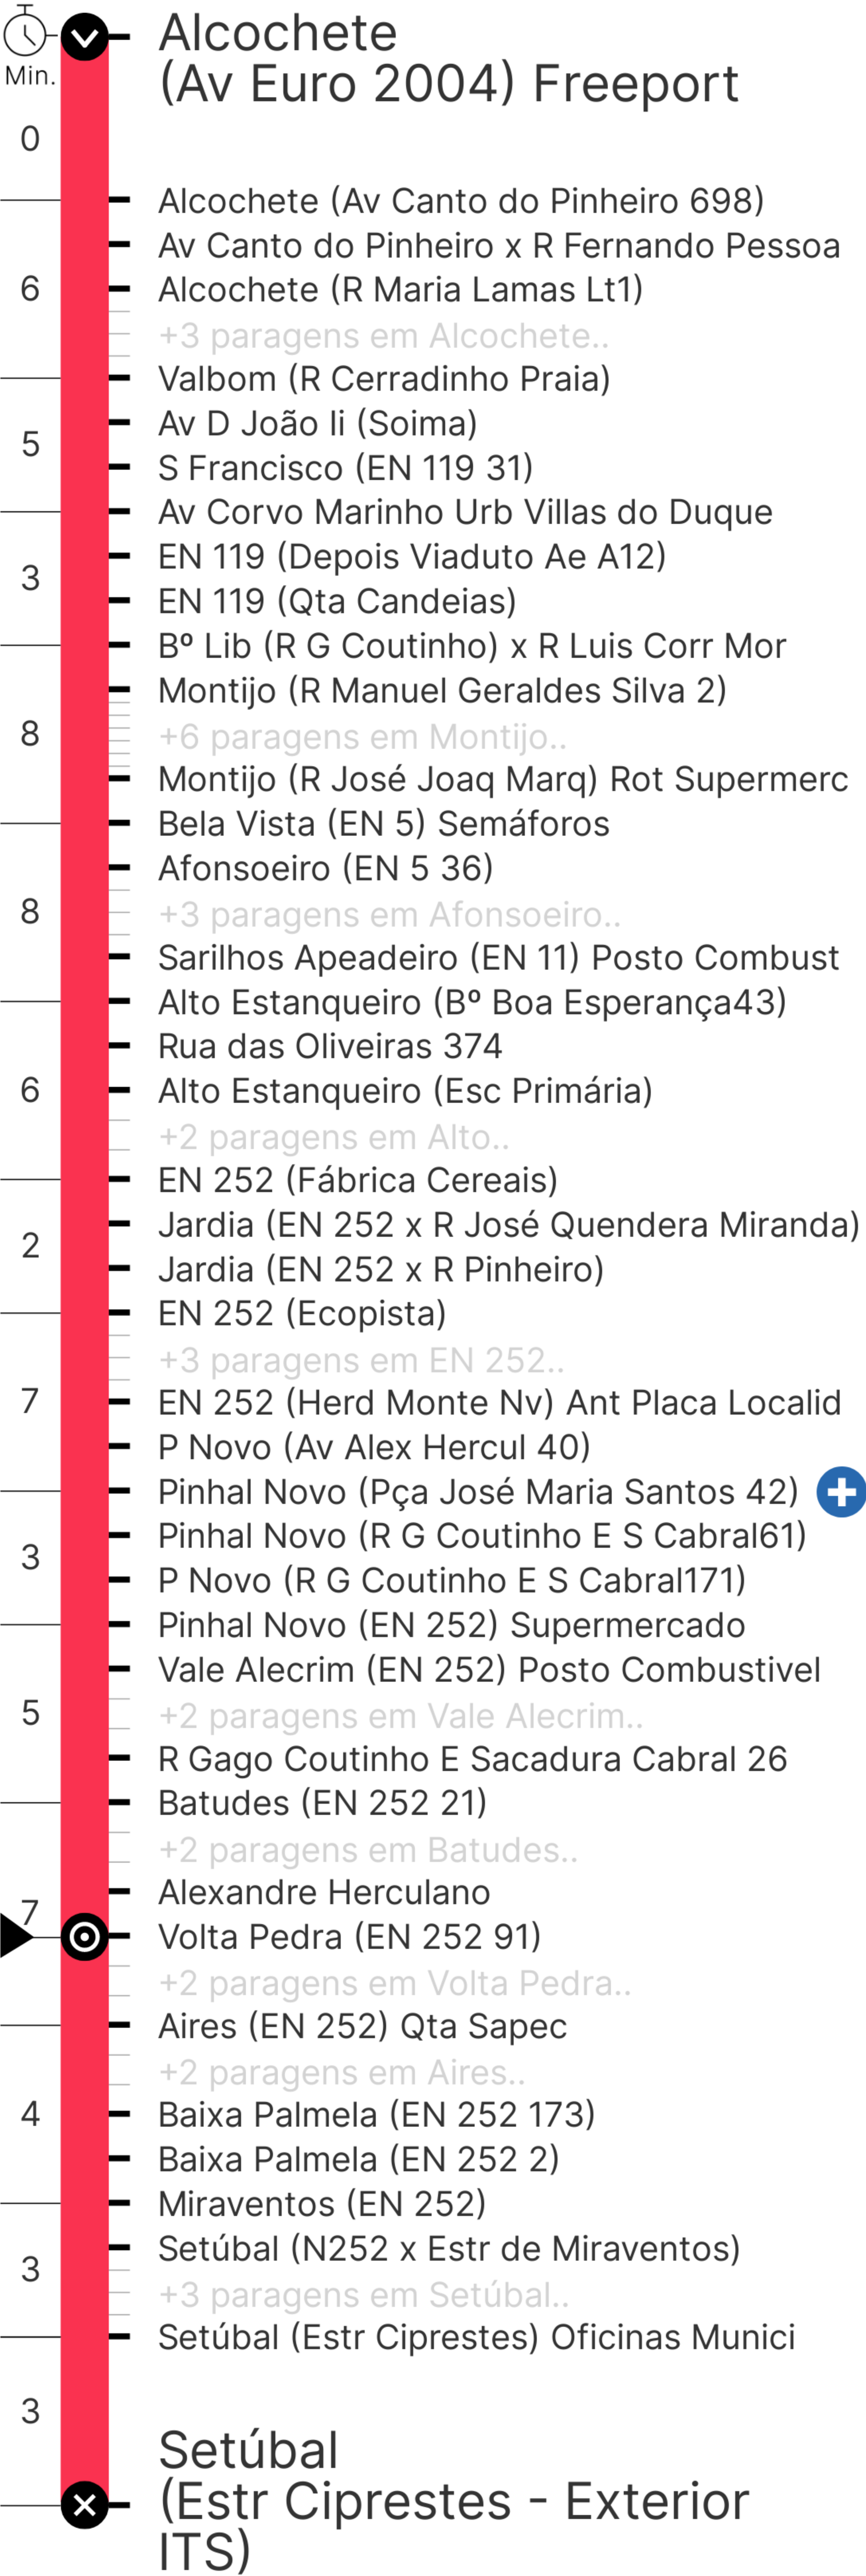 Alcochete
(Av Euro 2004) Freeport
Min.
0
Alcochete (Av Canto do Pinheiro 698)
Av Canto do Pinheiro x R Fernando Pessoa
6
Alcochete (R Maria Lamas Lt1)
+3 paragens em Alcochete..
Valbom (R Cerradinho Praia)
Av D João Ii (Soima)
5
S Francisco (EN 119 31)
Av Corvo Marinho Urb Villas do Duque
EN 119 (Depois Viaduto Ae A12)
3
EN 119 (Qta Candeias)
Bº Lib (R G Coutinho) x R Luis Corr Mor
Montijo (R Manuel Geraldes Silva 2)
8
+6 paragens em Montijo..
Montijo (R José Joaq Marq) Rot Supermerc
Bela Vista (EN 5) Semáforos
Afonsoeiro (EN 5 36)
8
+3 paragens em Afonsoeiro..
Sarilhos Apeadeiro (EN 11) Posto Combust
Alto Estanqueiro (Bº Boa Esperança43)
Rua das Oliveiras 374
6
Alto Estanqueiro (Esc Primária)
+2 paragens em Alto..
EN 252 (Fábrica Cereais)
Jardia (EN 252 x R José Quendera Miranda)
2
Jardia (EN 252 x R Pinheiro)
EN 252 (Ecopista)
+3 paragens em EN 252..
7
EN 252 (Herd Monte Nv) Ant Placa Localid
P Novo (Av Alex Hercul 40)
Pinhal Novo (Pça José Maria Santos 42)
Pinhal Novo (R G Coutinho E S Cabral61)
3
P Novo (R G Coutinho E S Cabral171)
Pinhal Novo (EN 252) Supermercado
Vale Alecrim (EN 252) Posto Combustivel
5
+2 paragens em Vale Alecrim..
R Gago Coutinho E Sacadura Cabral 26
Batudes (EN 252 21)
+2 paragens em Batudes..
Alexandre Herculano
7
Volta Pedra (EN 252 91)
+2 paragens em Volta Pedra..
Aires (EN 252) Qta Sapec
+2 paragens em Aires..
4
Baixa Palmela (EN 252 173)
Baixa Palmela (EN 252 2)
Miraventos (EN 252)
Setúbal (N252 x Estr de Miraventos)
3
+3 paragens em Setúbal..
Setúbal (Estr Ciprestes) Oficinas Munici
3
Setúbal
(Estr Ciprestes - Exterior
ITS)